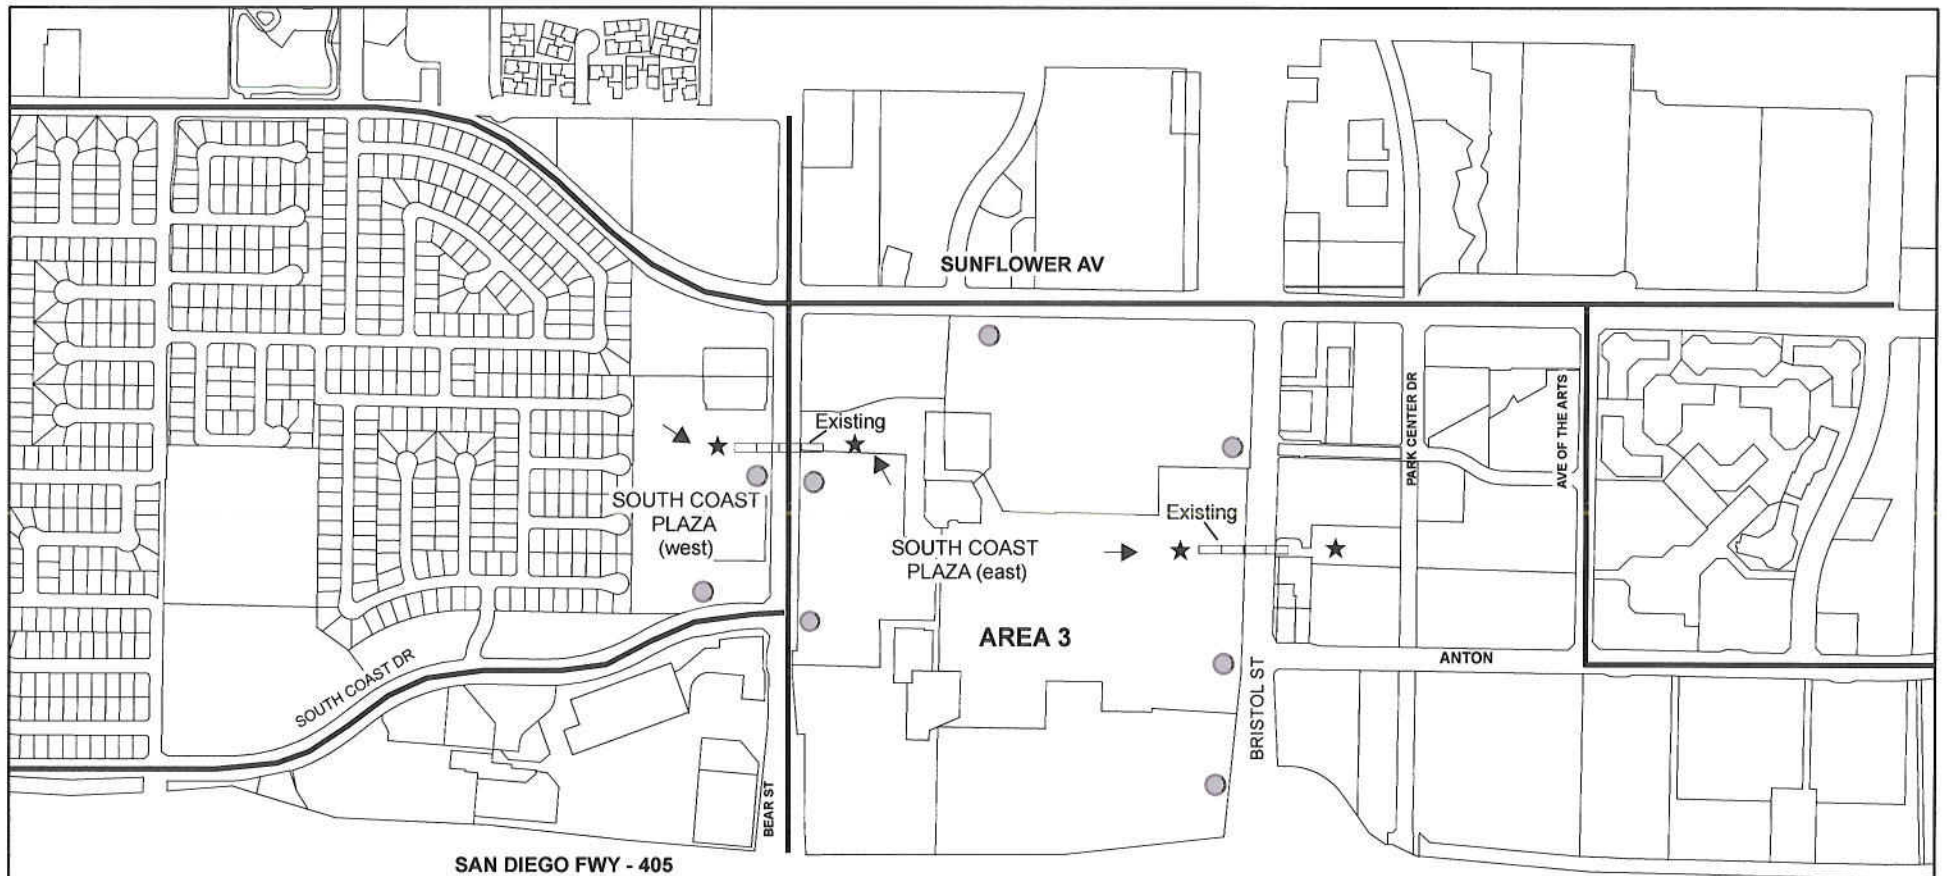 SUNFLOWER AV
PARK CENTER DR
AVE OF THE ARTS
Existing
SOUTH COAST
PLAZA
(west)
Existing
SOUTH COAST
PLAZA (east)
AREA 3
ANTON
SOUTH COAST DR
BRISTOL ST
BEAR ST
SAN DIEGO FWY - 405